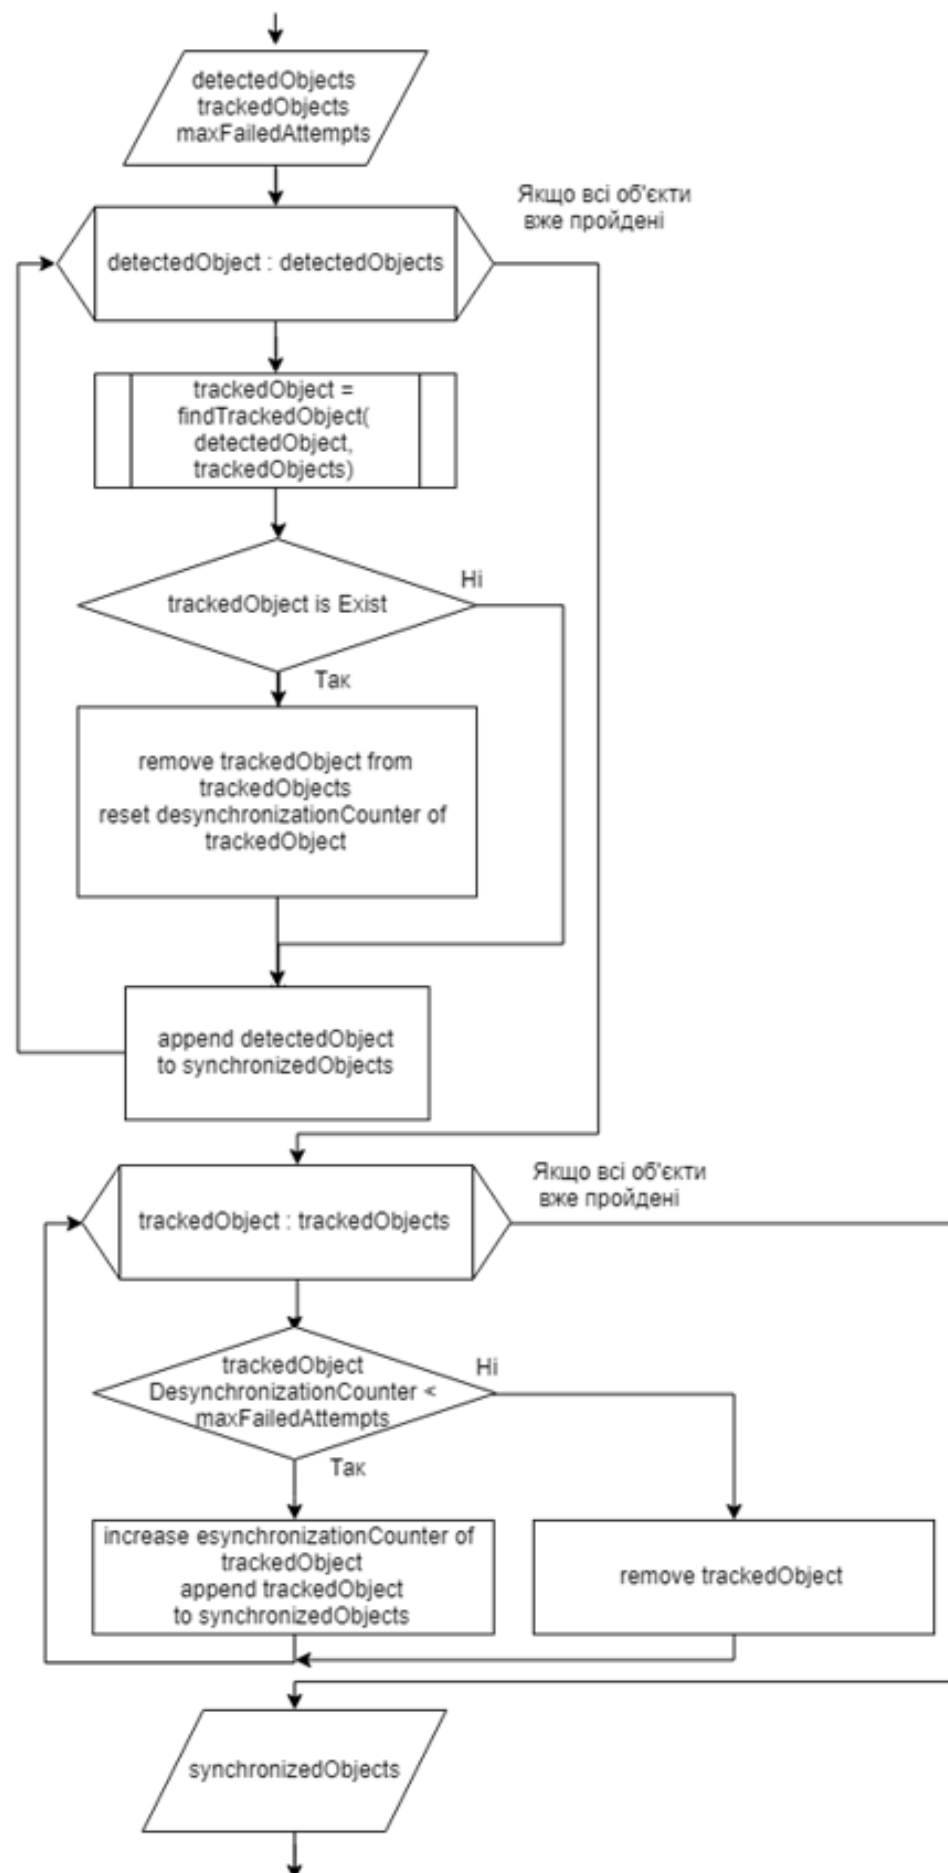 detectedObjects
trackedObjects
maxFailedAttempts
Якщо всі об'єкти
вже пройдені
detectedObject : detectedObjects
trackedObject =
findTrackedObject(
detectedObject,
trackedObjects)
Ні
trackedObject is Exist
Так
remove trackedObject from
trackedObjects
reset desynchronizationCounter of
trackedObject
append detectedObject
to synchronizedObjects
Якщо всі об'єкти
вже пройдені
trackedObject : trackedObjects
trackedObject
DesynchronizationCounter <
maxFailedAttempts
Ні
Так
increase esynchronizationCounter of
trackedObject
append trackedObject
to synchronizedObjects
remove trackedObject
synchronizedObjects